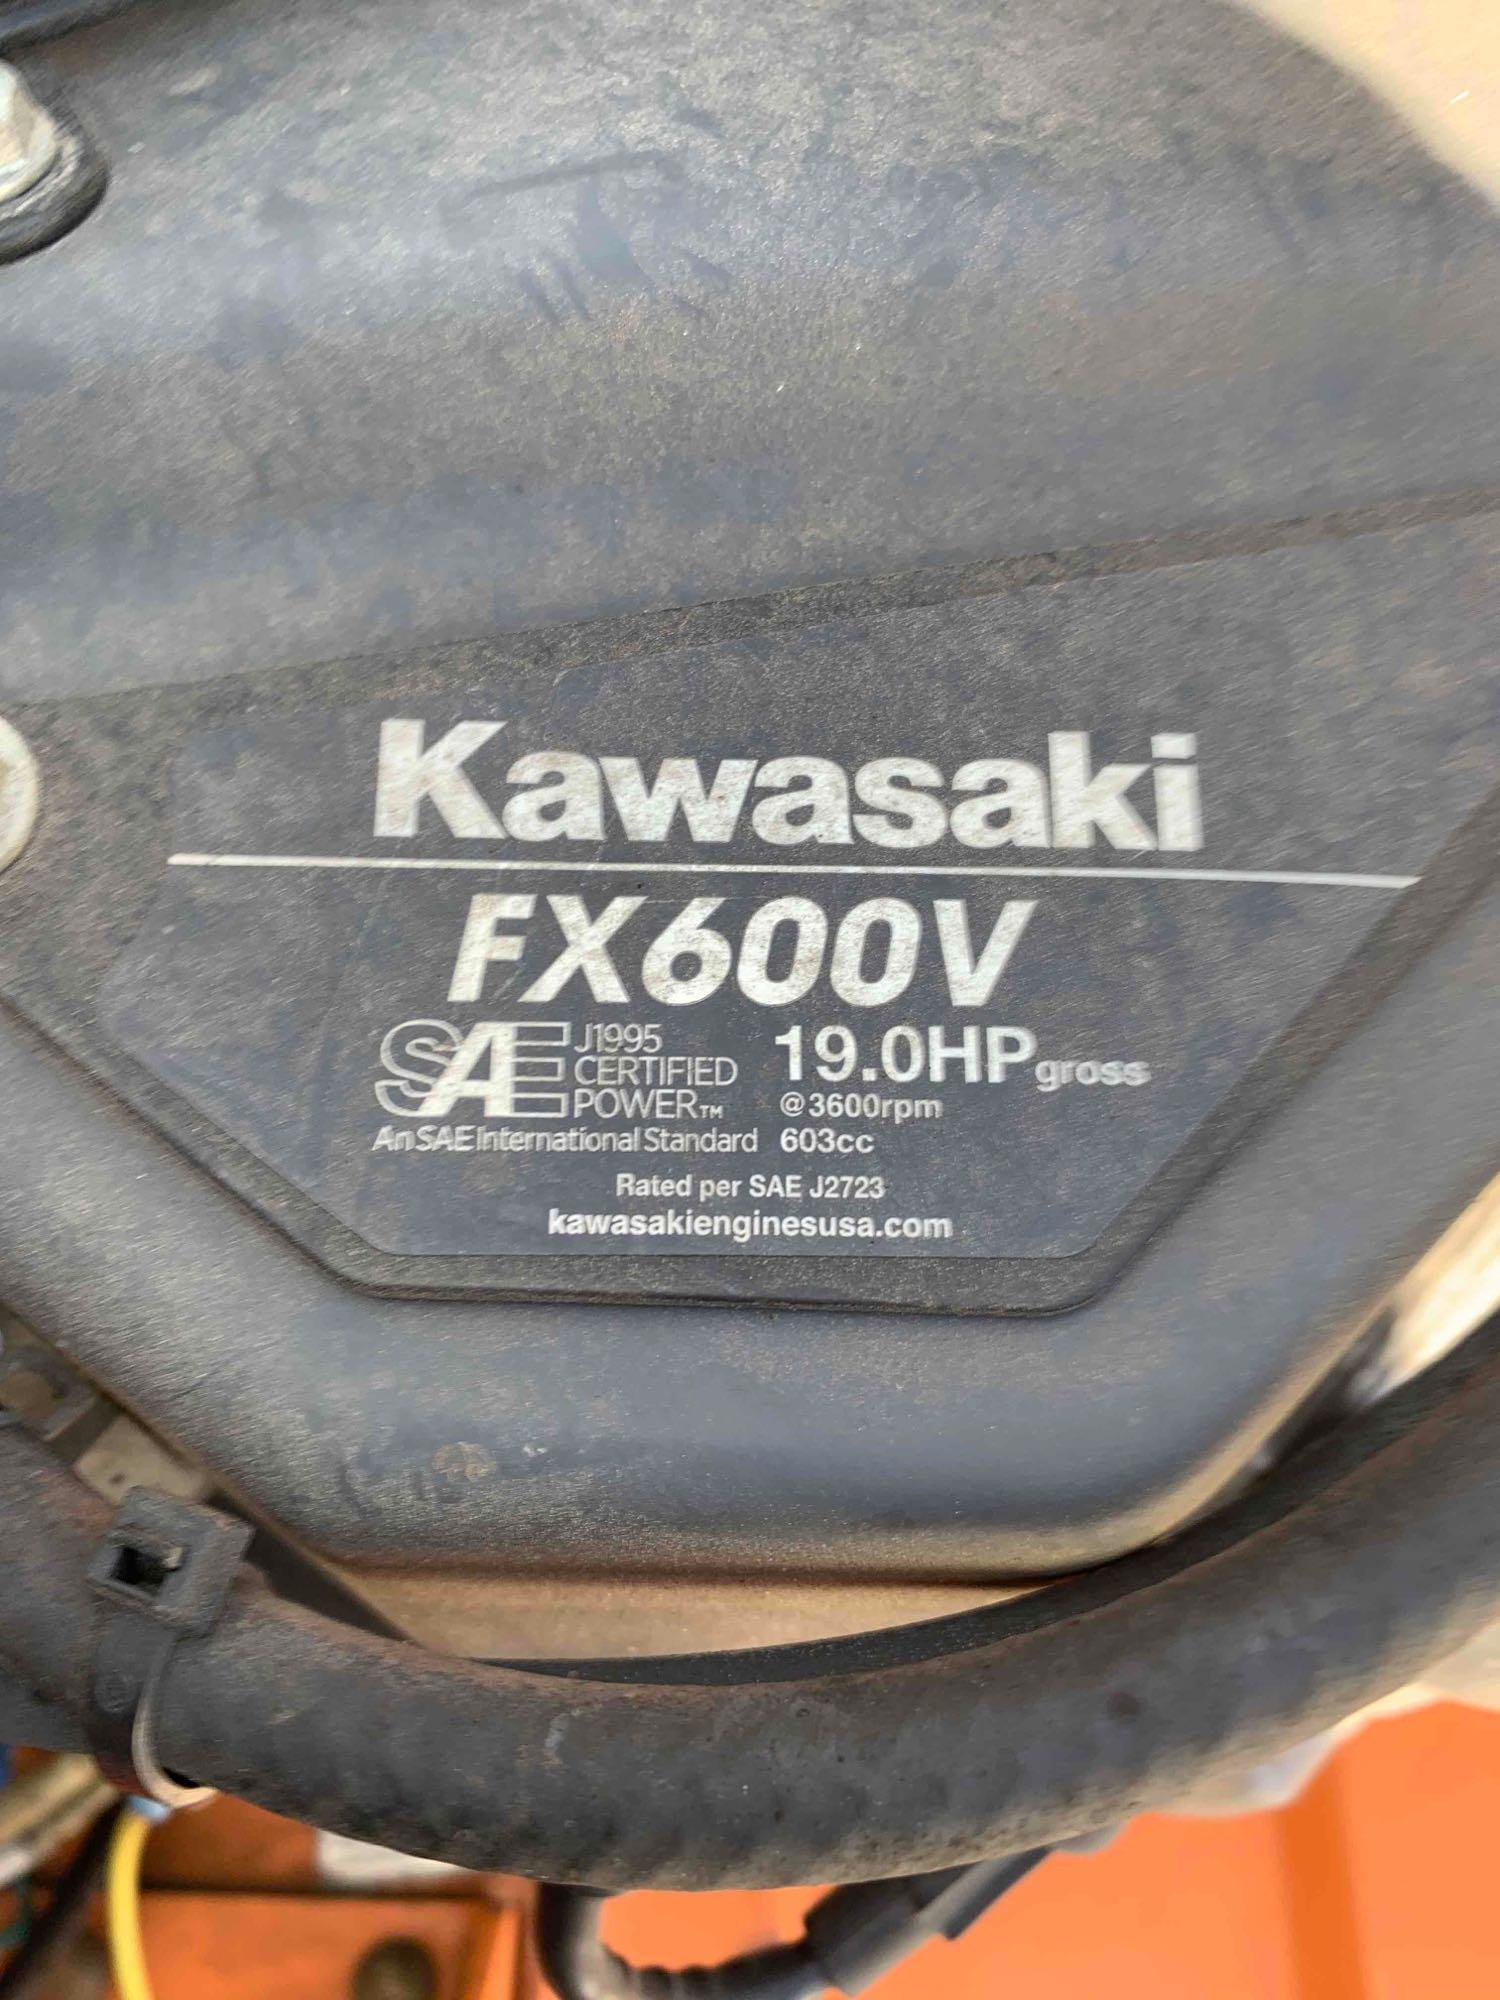 Kawasaki
FX600V
SAE J1995 CERTIFIED POWER™
An SAE International Standard
19.0HP gross
@3600rpm
603cc
Rated per SAE J2723
kawasakienginesusa.com